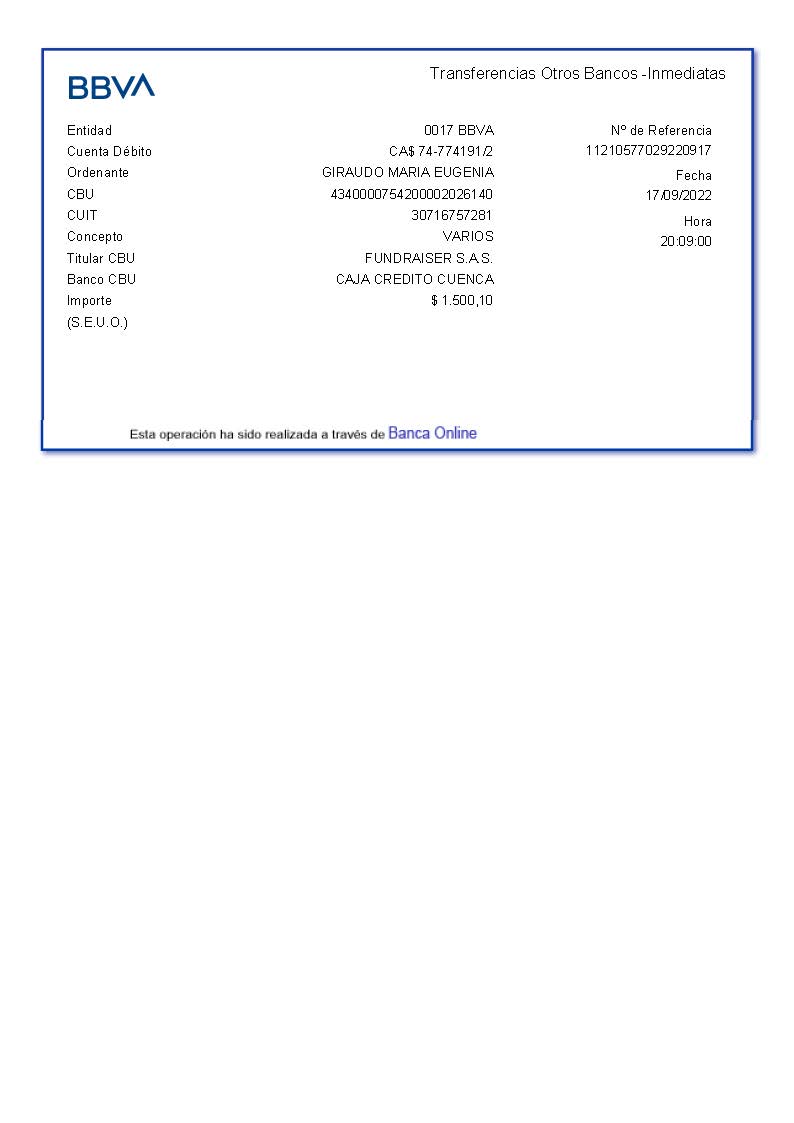 BBVA
Transferencias Otros Bancos -Inmediatas
Entidad 0017 BBVA
Cuenta Débito CA$ 74-774191/2
Ordenante GIRAUDO MARIA EUGENIA
CBU 4340000754200002026140
CUIT 30716757281
Concepto VARIOS
Titular CBU FUNDRAISER S.A.S.
Banco CBU CAJA CREDITO CUENCA
Importe $ 1.500,10
(S.E.U.O.)
Nº de Referencia
11210577029220917
Fecha
17/09/2022
Hora
20:09:00
Esta operación ha sido realizada a través de Banca Online